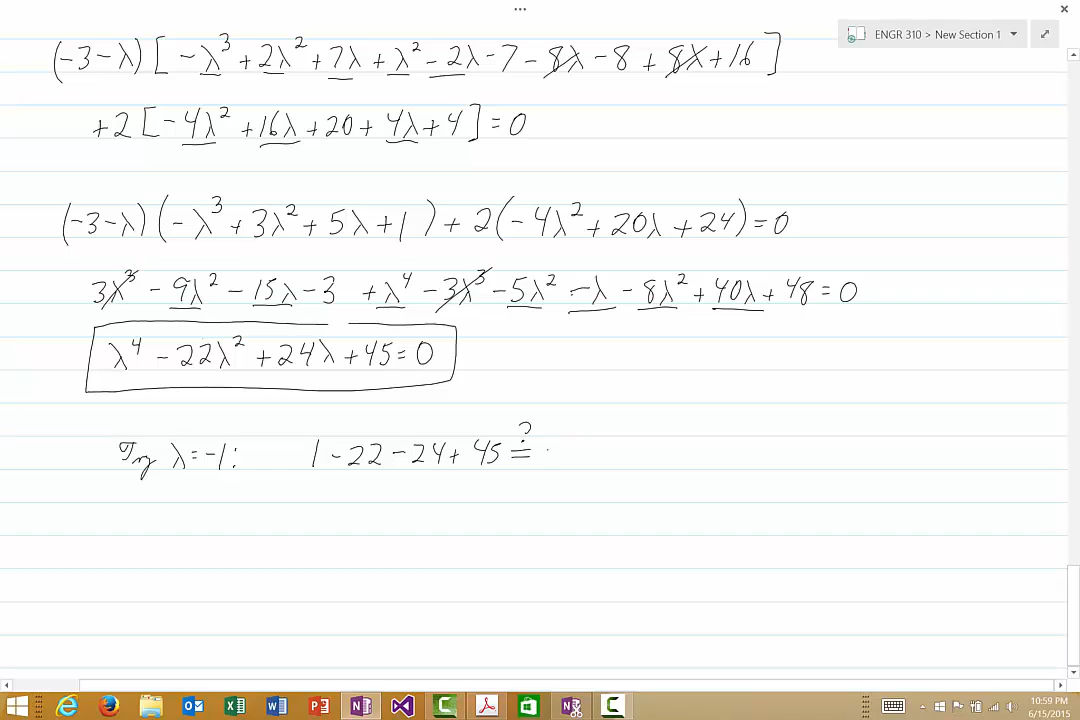 ENGR 310 > New Section 1
(-3-λ)[-λ³+2λ²+7λ+λ²-2λ-7-8λ-8+8λ+16]
+2[-4λ²+16λ+20+4λ+4]=0
(-3-λ)(-λ³+3λ²+5λ+1)+2(-4λ²+20λ+24)=0
3λ³-9λ²-15λ-3+λ⁴-3λ³-5λ²-λ-8λ²+40λ+48=0
λ⁴-22λ²+24λ+45=0
Try λ=-1: 1-22-24+45 ≟
10:59 PM
6/15/2015